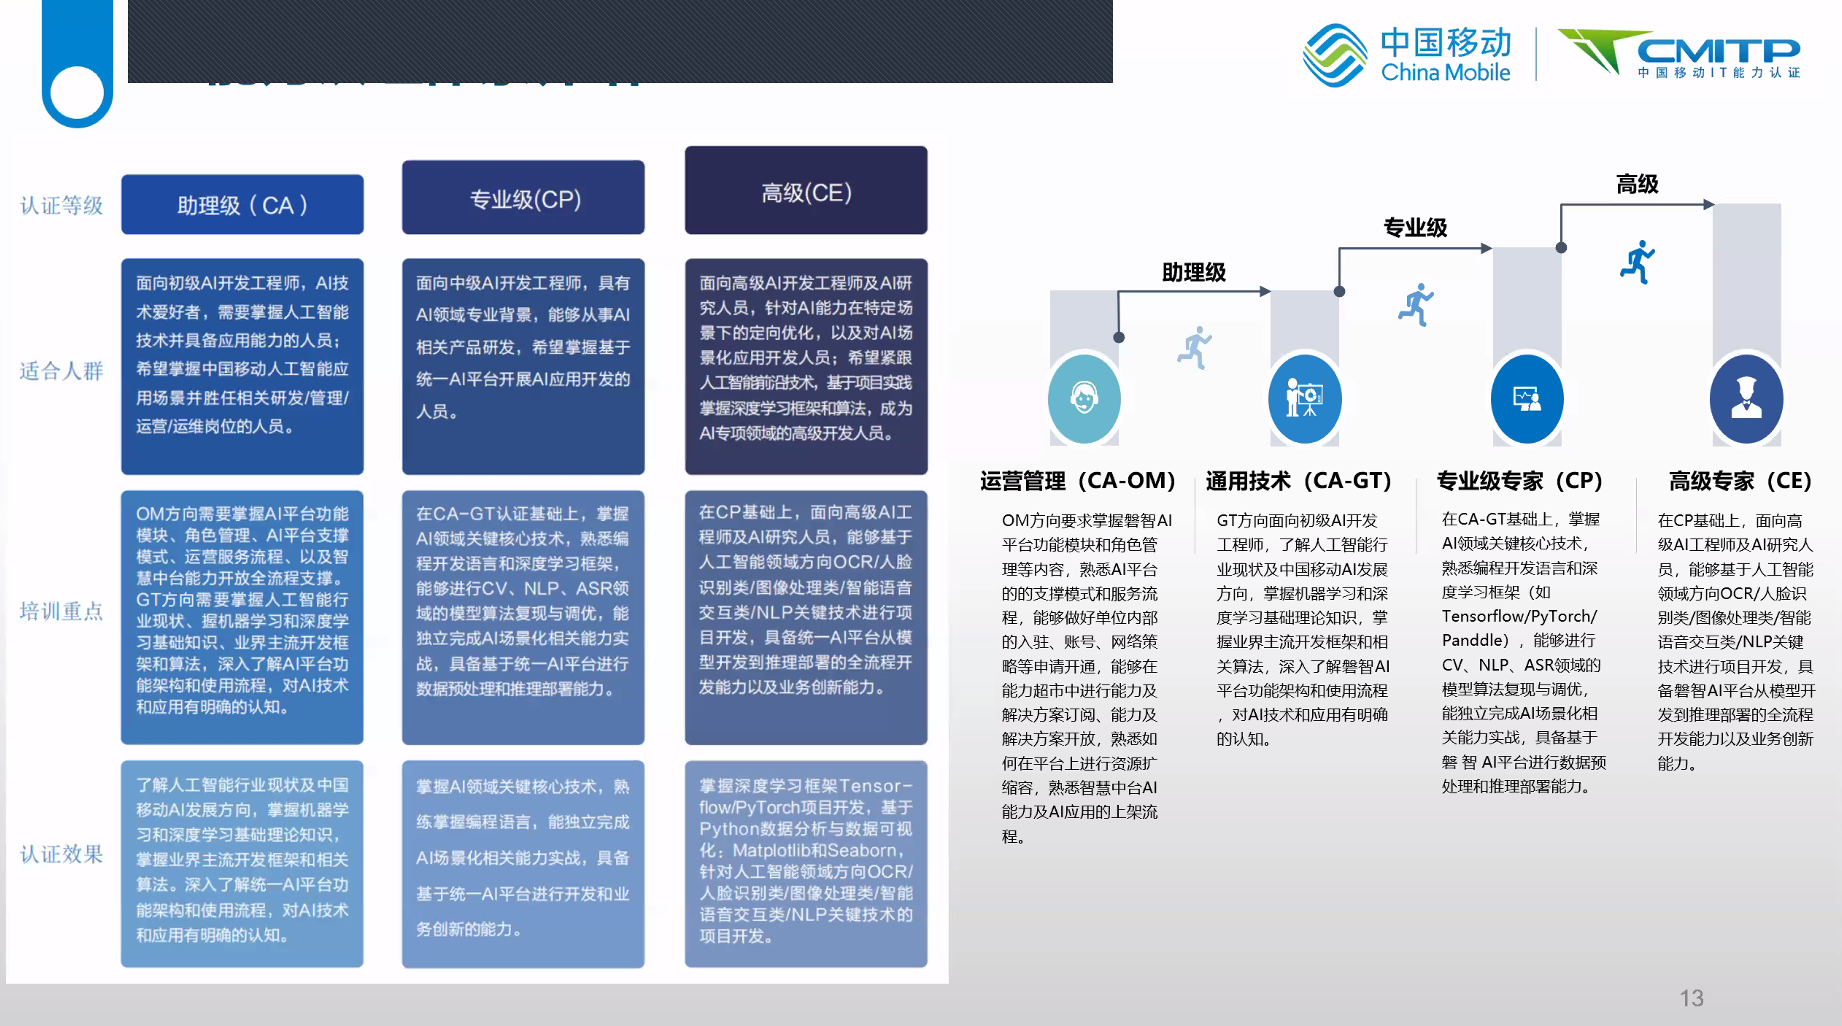 中国移动
China Mobile
CMITP
中国移动IT能力认证
认证等级
助理级（CA）
专业级(CP)
高级(CE)
适合人群
面向初级AI开发工程师，AI技
术爱好者，需要掌握人工智能
技术并具备应用能力的人员；
希望掌握中国移动人工智能应
用场景并胜任相关研发/管理/
运营/运维岗位的人员。
面向中级AI开发工程师，具有
AI领域专业背景，能够从事AI
相关产品研发，希望掌握基于
统一AI平台开展AI应用开发的
人员。
面向高级AI开发工程师及AI研
究人员，针对AI能力在特定场
景下的定向优化，以及对AI场
景化应用开发人员；希望紧跟
人工智能前沿技术，基于项目实践
掌握深度学习框架和算法，成为
AI专项领域的高级开发人员。
培训重点
OM方向需要掌握AI平台功能
模块、角色管理、AI平台支撑
模式、运营服务流程、以及智
慧中台能力开放全流程支撑。
GT方向需要掌握人工智能行
业现状、握机器学习和深度学
习基础知识、业界主流开发框
架和算法，深入了解AI平台功
能架构和使用流程，对AI技术
和应用有明确的认知。
在CA-GT认证基础上，掌握
AI领域关键核心技术，熟悉编
程开发语言和深度学习框架，
能够进行CV、NLP、ASR领
域的模型算法复现与调优，能
独立完成AI场景化相关能力实
战，具备基于统一AI平台进行
数据预处理和推理部署能力。
在CP基础上，面向高级AI工
程师及AI研究人员，能够基于
人工智能领域方向OCR/人脸
识别类/图像处理类/智能语音
交互类/NLP关键技术进行项
目开发，具备统一AI平台从模
型开发到推理部署的全流程开
发能力以及业务创新能力。
认证效果
了解人工智能行业现状及中国
移动AI发展方向，掌握机器学
习和深度学习基础理论知识，
掌握业界主流开发框架和相关
算法。深入了解统一AI平台功
能架构和使用流程，对AI技术
和应用有明确的认知。
掌握AI领域关键核心技术，熟
练掌握编程语言，能独立完成
AI场景化相关能力实战，具备
基于统一AI平台进行开发和业
务创新的能力。
掌握深度学习框架Tensor-
flow/PyTorch项目开发，基于
Python数据分析与数据可视
化：Matplotlib和Seaborn，
针对人工智能领域方向OCR/
人脸识别类/图像处理类/智能
语音交互类/NLP关键技术的
项目开发。
助理级
专业级
高级
运营管理（CA-OM）
OM方向要求掌握磐智AI
平台功能模块和角色管
理等内容，熟悉AI平台
的的支撑模式和服务流
程，能够做好单位内部
的入驻、账号、网络策
略等申请开通，能够在
能力超市中进行能力及
解决方案订阅、能力及
解决方案开放，熟悉如
何在平台上进行资源扩
缩容，熟悉智慧中台AI
能力及AI应用的上架流
程。
通用技术（CA-GT）
GT方向面向初级AI开发
工程师，了解人工智能行
业现状及中国移动AI发展
方向，掌握机器学习和深
度学习基础理论知识，掌
握业界主流开发框架和相
关算法，深入了解磐智AI
平台功能架构和使用流程
，对AI技术和应用有明确
的认知。
专业级专家（CP）
在CA-GT基础上，掌握
AI领域关键核心技术，
熟悉编程开发语言和深
度学习框架（如
Tensorflow/PyTorch/
Panddle），能够进行
CV、NLP、ASR领域的
模型算法复现与调优，
能独立完成AI场景化相
关能力实战，具备基于
磐 智 AI平台进行数据预
处理和推理部署能力。
高级专家（CE）
在CP基础上，面向高
级AI工程师及AI研究人
员，能够基于人工智能
领域方向OCR/人脸识
别类/图像处理类/智能
语音交互类/NLP关键
技术进行项目开发，具
备磐智AI平台从模型开
发到推理部署的全流程
开发能力以及业务创新
能力。
13